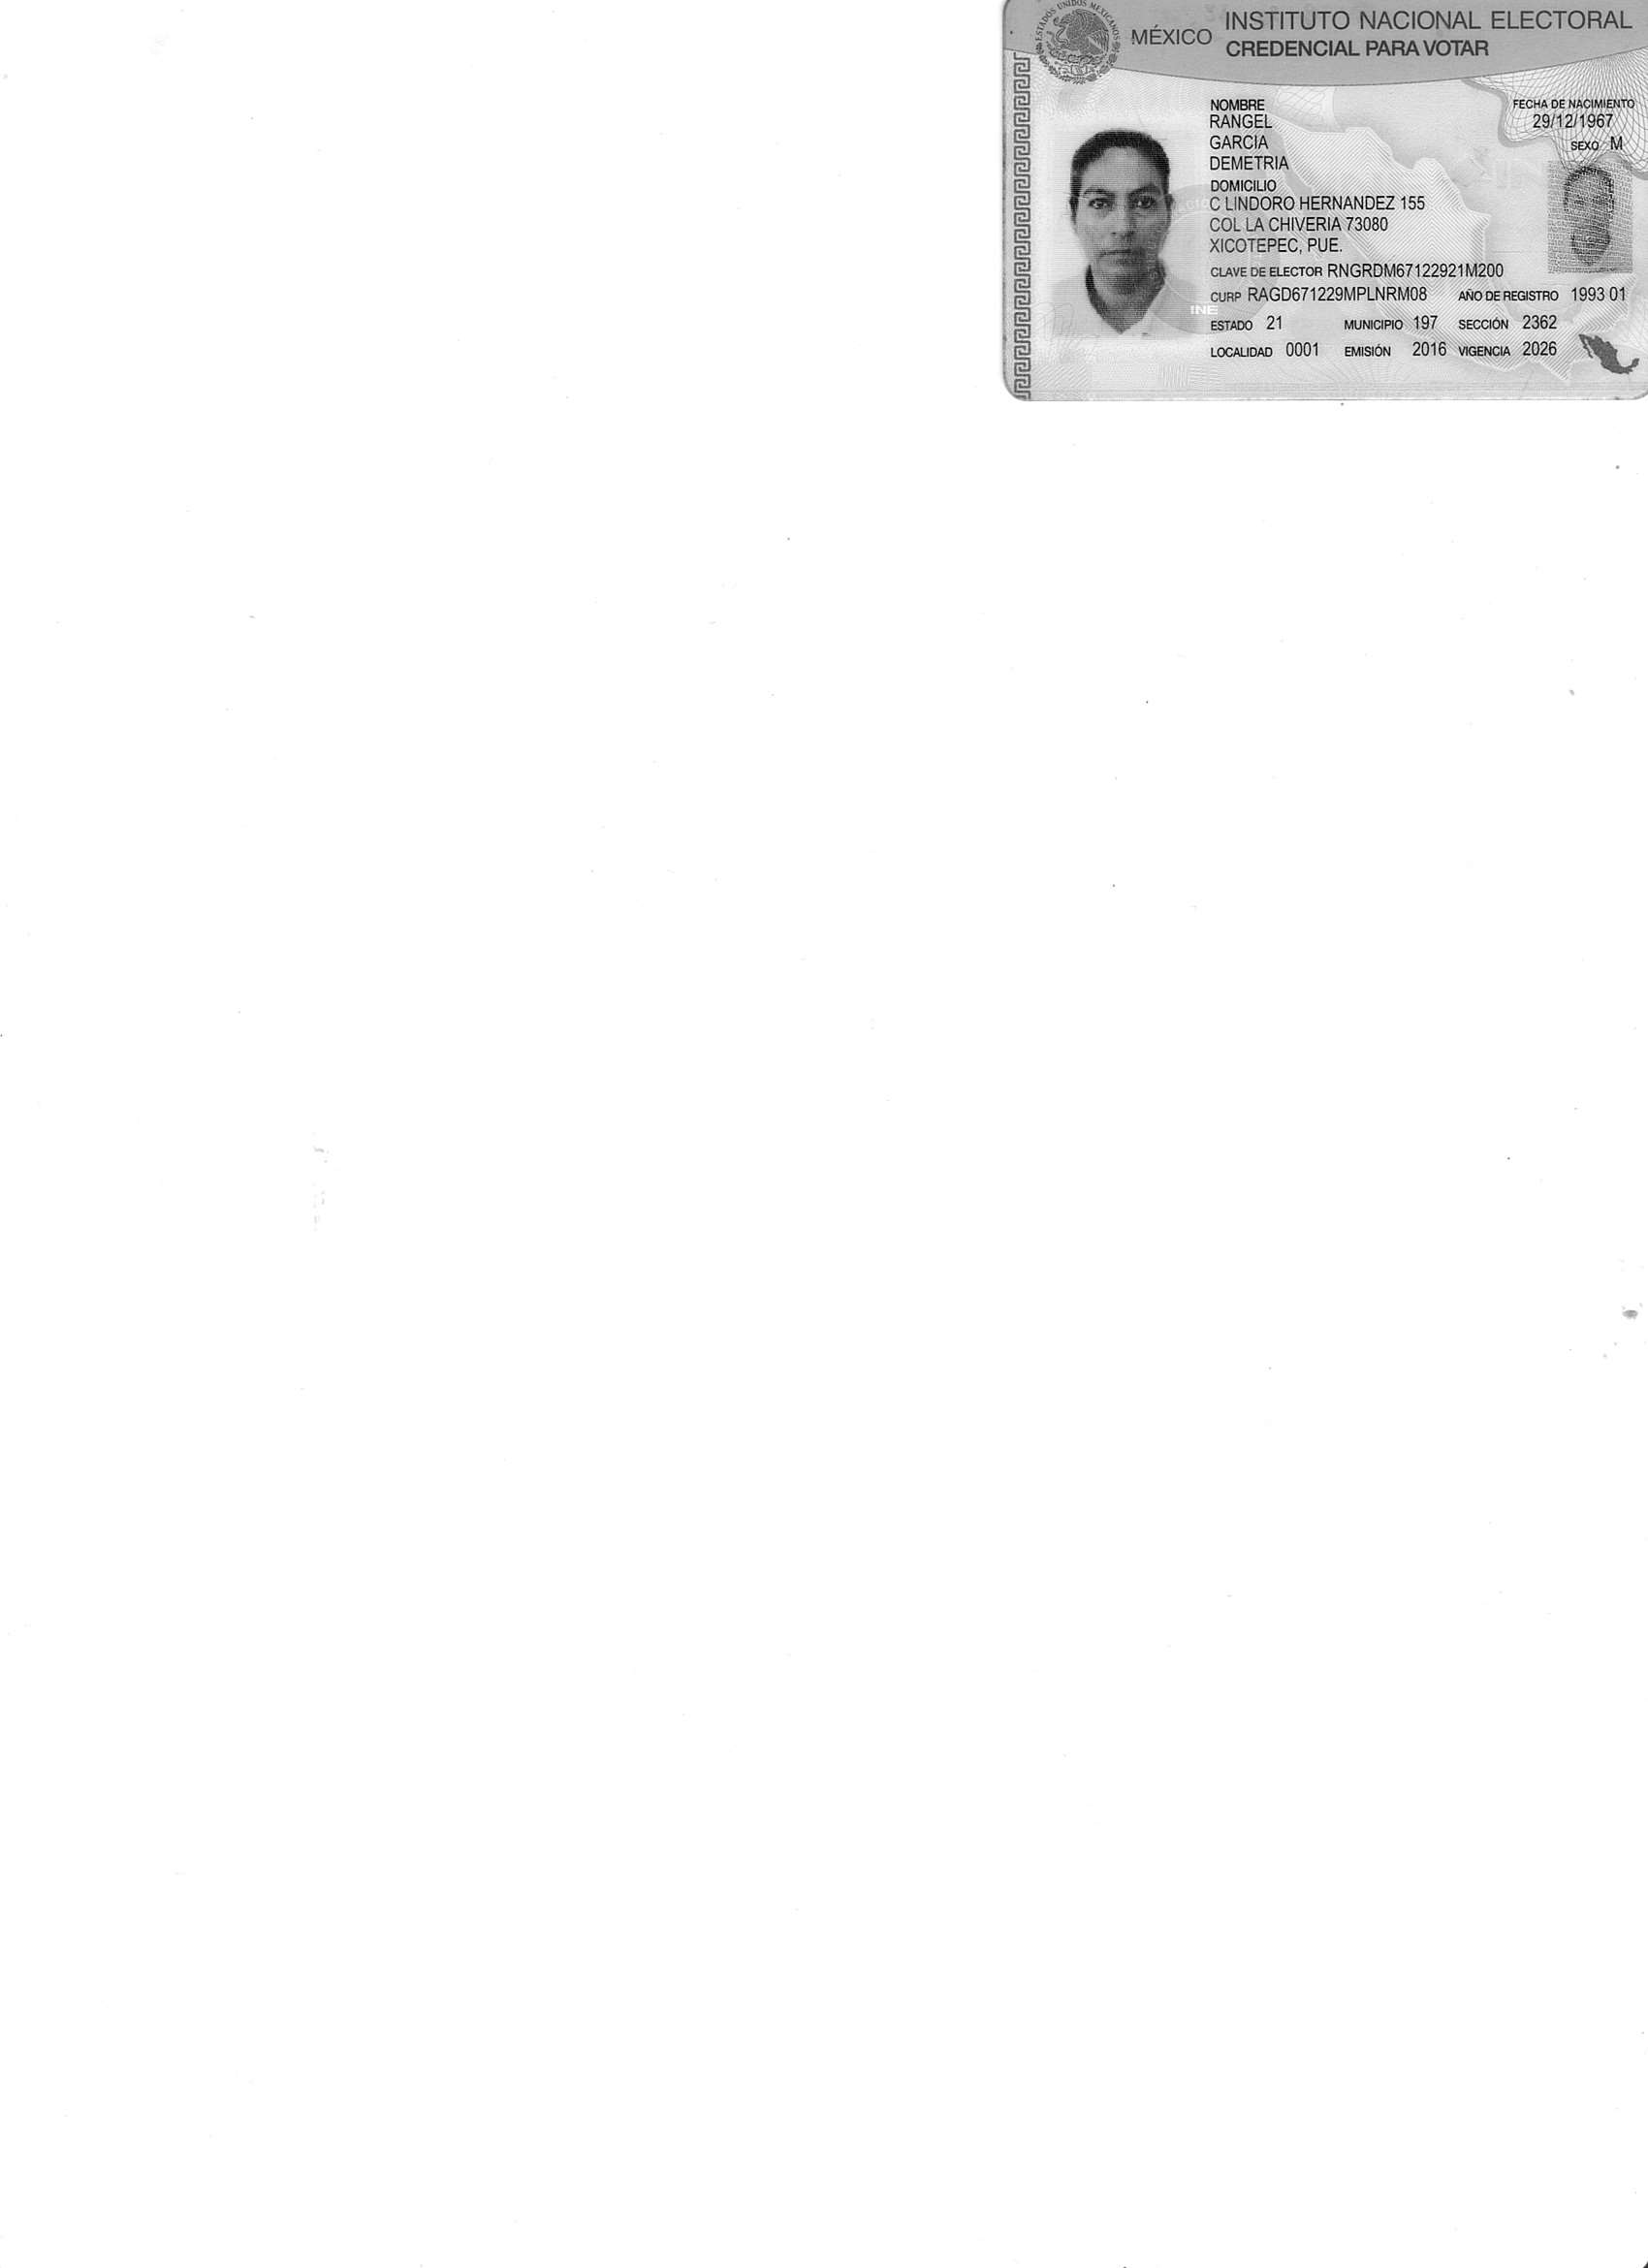 ESTADOS UNIDOS MEXICANOS
MÉXICO INSTITUTO NACIONAL ELECTORAL
CREDENCIAL PARA VOTAR
NOMBRE
RANGEL
GARCIA
DEMETRIA
FECHA DE NACIMIENTO
29/12/1967
SEXO M
DOMICILIO
C LINDORO HERNANDEZ 155
COL LA CHIVERIA 73080
XICOTEPEC, PUE.
CLAVE DE ELECTOR RNGRDM67122921M200
CURP RAGD671229MPLNRM08 AÑO DE REGISTRO 1993 01
INE
ESTADO 21 MUNICIPIO 197 SECCIÓN 2362
LOCALIDAD 0001 EMISIÓN 2016 VIGENCIA 2026